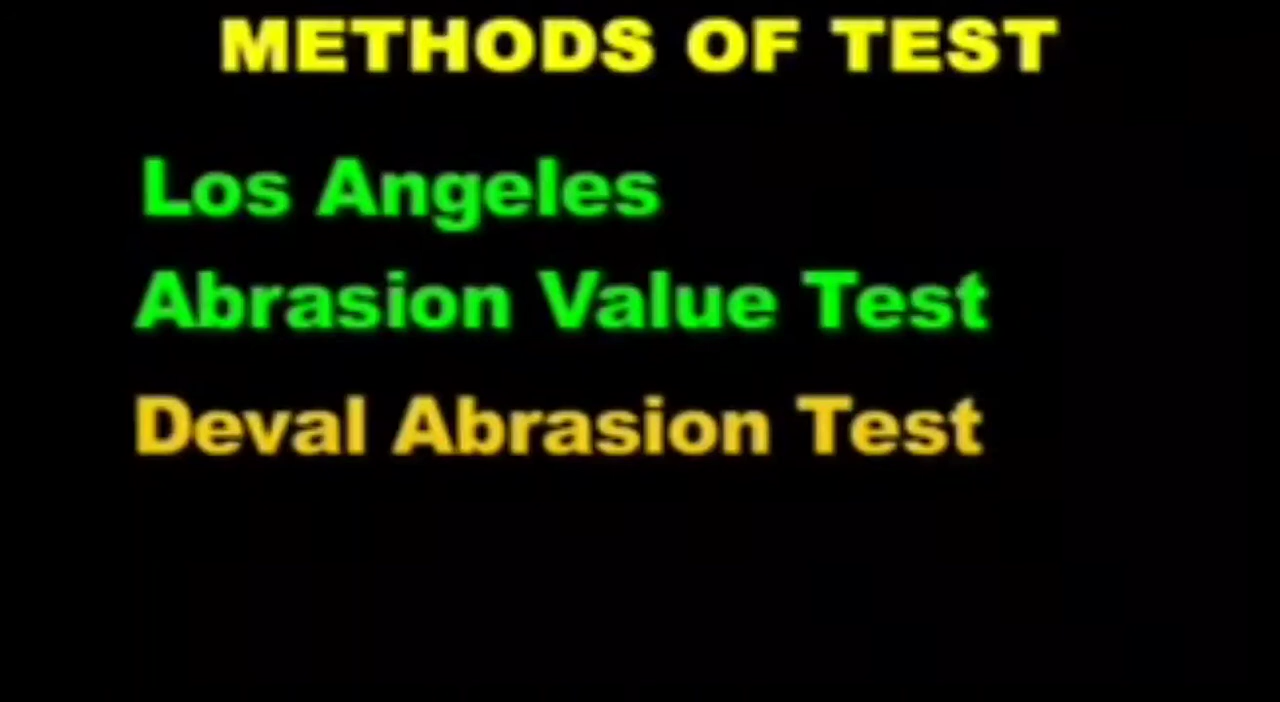 METHODS OF TEST
Los Angeles
Abrasion Value Test
Deval Abrasion Test